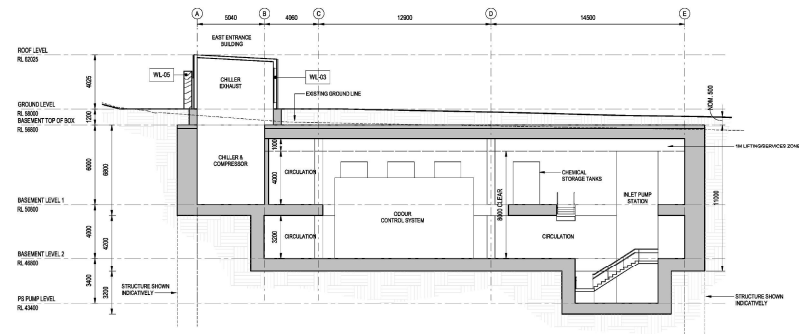 A B C D E
5040 4060 12900 14500
EAST ENTRANCE
BUILDING
ROOF LEVEL
RL 62025
4025
WL-05
WL-03
CHILLER
EXHAUST
EXISTING GROUND LINE
NOM. 800
GROUND LEVEL
RL 58000
1200
BASEMENT TOP OF BOX
RL 56800
1M LIFTING/SERVICES ZONE
6000
6800
CHILLER &
COMPRESSOR
1000
4000
CIRCULATION
8000 CLEAR
CHEMICAL
STORAGE TANKS
INLET PUMP
STATION
11000
ODOUR
CONTROL SYSTEM
BASEMENT LEVEL 1
RL 50800
4000
4200
3200
CIRCULATION
CIRCULATION
BASEMENT LEVEL 2
RL 46800
3400
3200
STRUCTURE SHOWN
INDICATIVELY
STRUCTURE SHOWN
INDICATIVELY
PS PUMP LEVEL
RL 43400